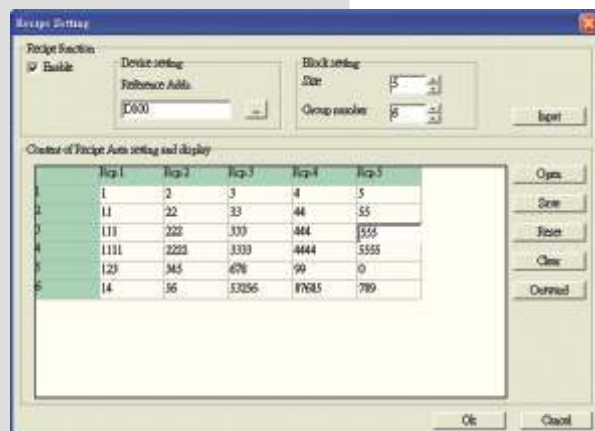 Recipe Setting
Recipe function
Enable
Device setting
Reference Addr.
D600
...
Block setting
Size 5
Group number 6
Input
Content of Recipe Area setting and display
Rcp.1 Rcp.2 Rcp.3 Rcp.4 Rcp.5
1 1 2 3 4 5
2 11 22 33 44 55
3 111 222 333 444 555
4 1111 2222 3333 4444 5555
5 123 345 678 99 0
6 14 56 53256 87685 789
Open
Save
Reset
Clear
Outward
Ok Cancel